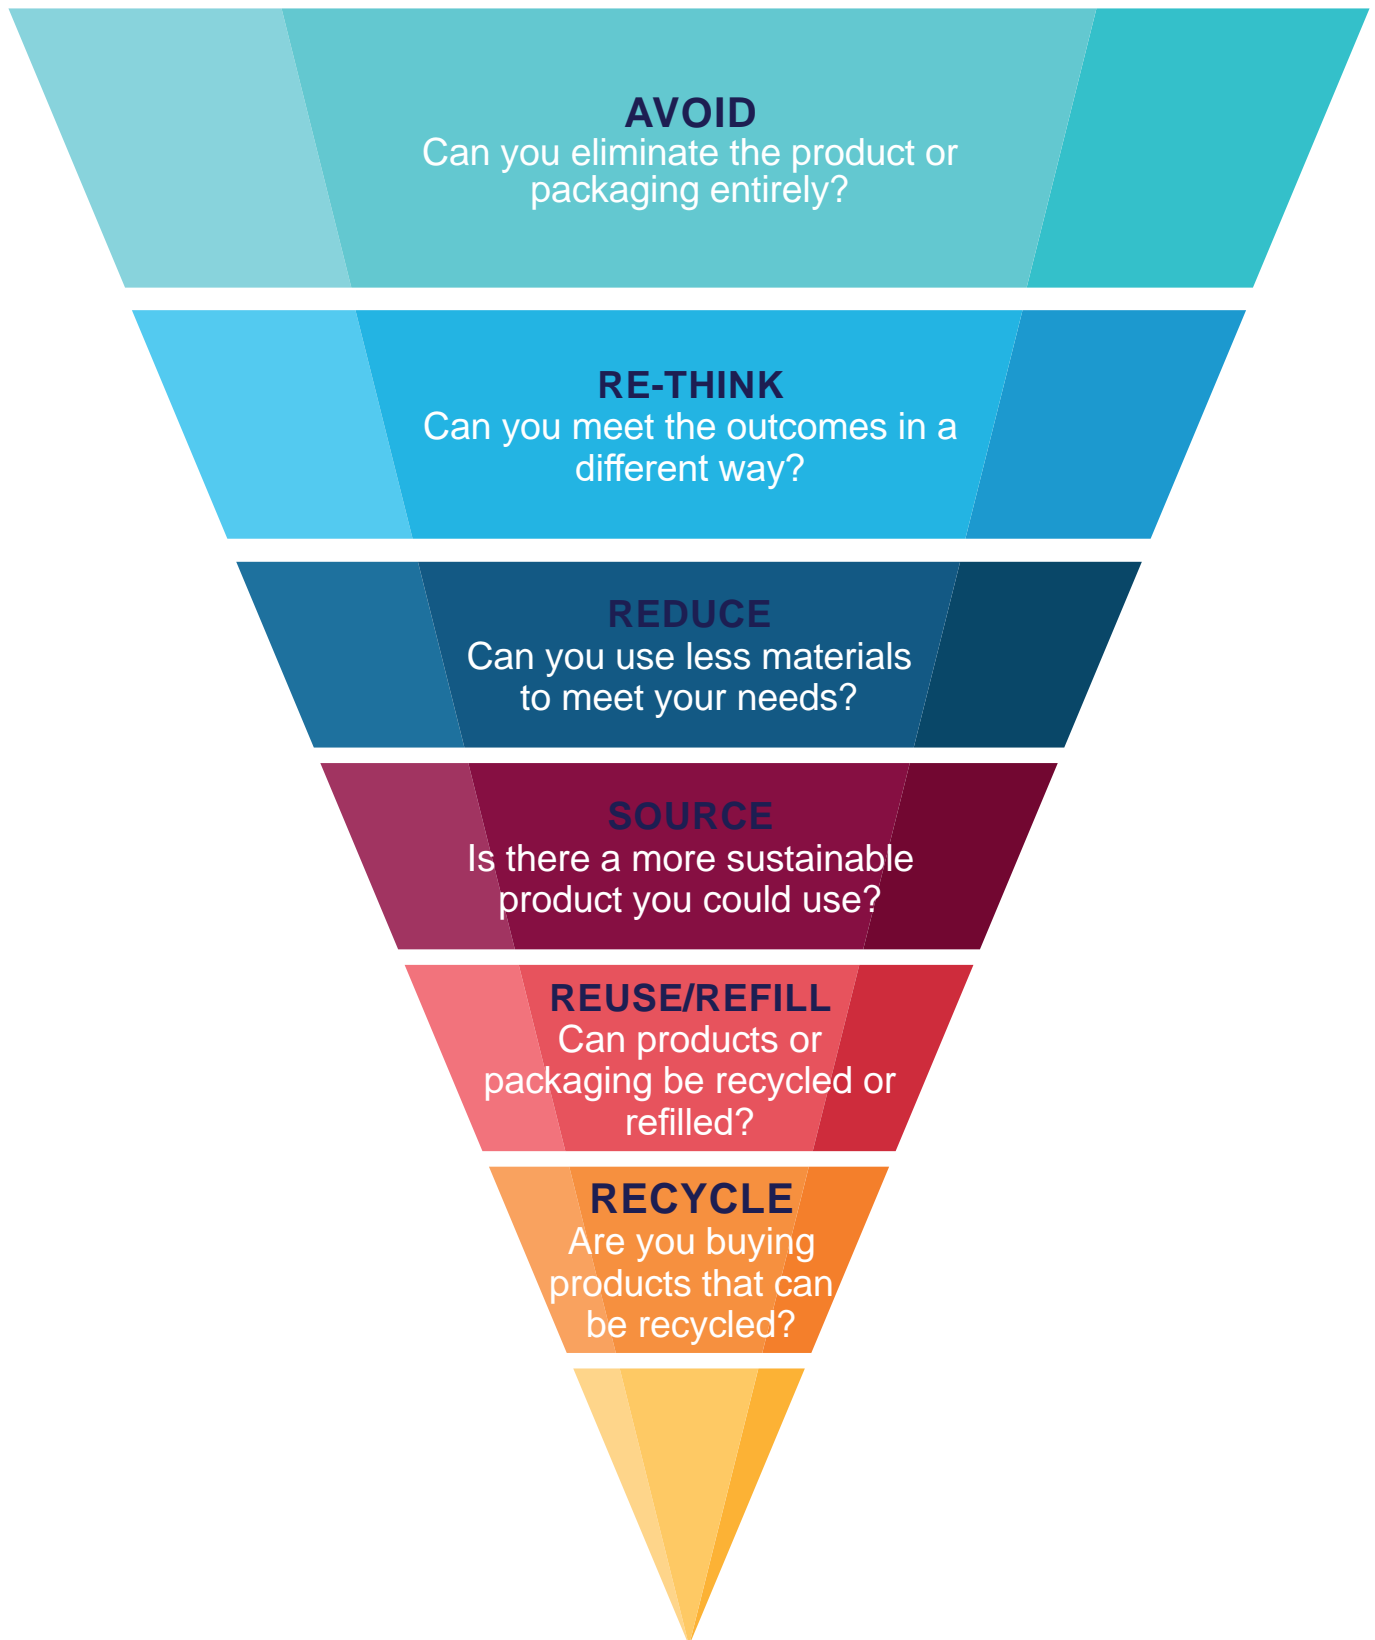 AVOID
Can you eliminate the product or
packaging entirely?
RE-THINK
Can you meet the outcomes in a
different way?
REDUCE
Can you use less materials
to meet your needs?
SOURCE
Is there a more sustainable
product you could use?
REUSE/REFILL
Can products or
packaging be recycled or
refilled?
RECYCLE
Are you buying
products that can
be recycled?